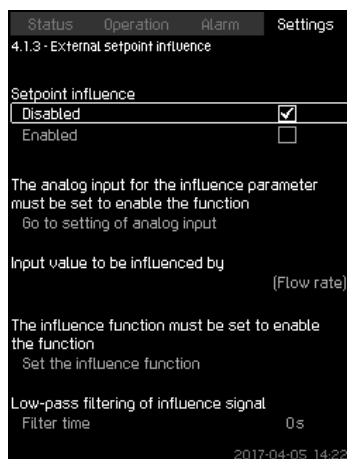 Status Operation Alarm Settings
4.1.3 - External setpoint influence
Setpoint influence
Disabled
Enabled
The analog input for the influence parameter
must be set to enable the function
Go to setting of analog input
Input value to be influenced by
(Flow rate)
The influence function must be set to enable
the function
Set the influence function
Low-pass filtering of influence signal
Filter time 0s
2017-04-05 14:22